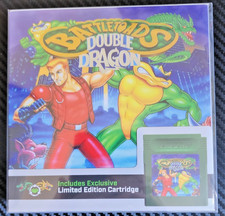 BATTLETOADS
DOUBLE
DRAGON
Includes Exclusive
Limited Edition Cartridge